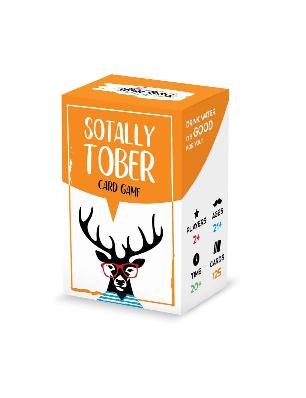 SOTALLY
TOBER
CARD GAME
DRINK WATER
IT'S GOOD
FOR YOU!
PLAYERS
2+
AGES
21+
TIME
20+
CARDS
125